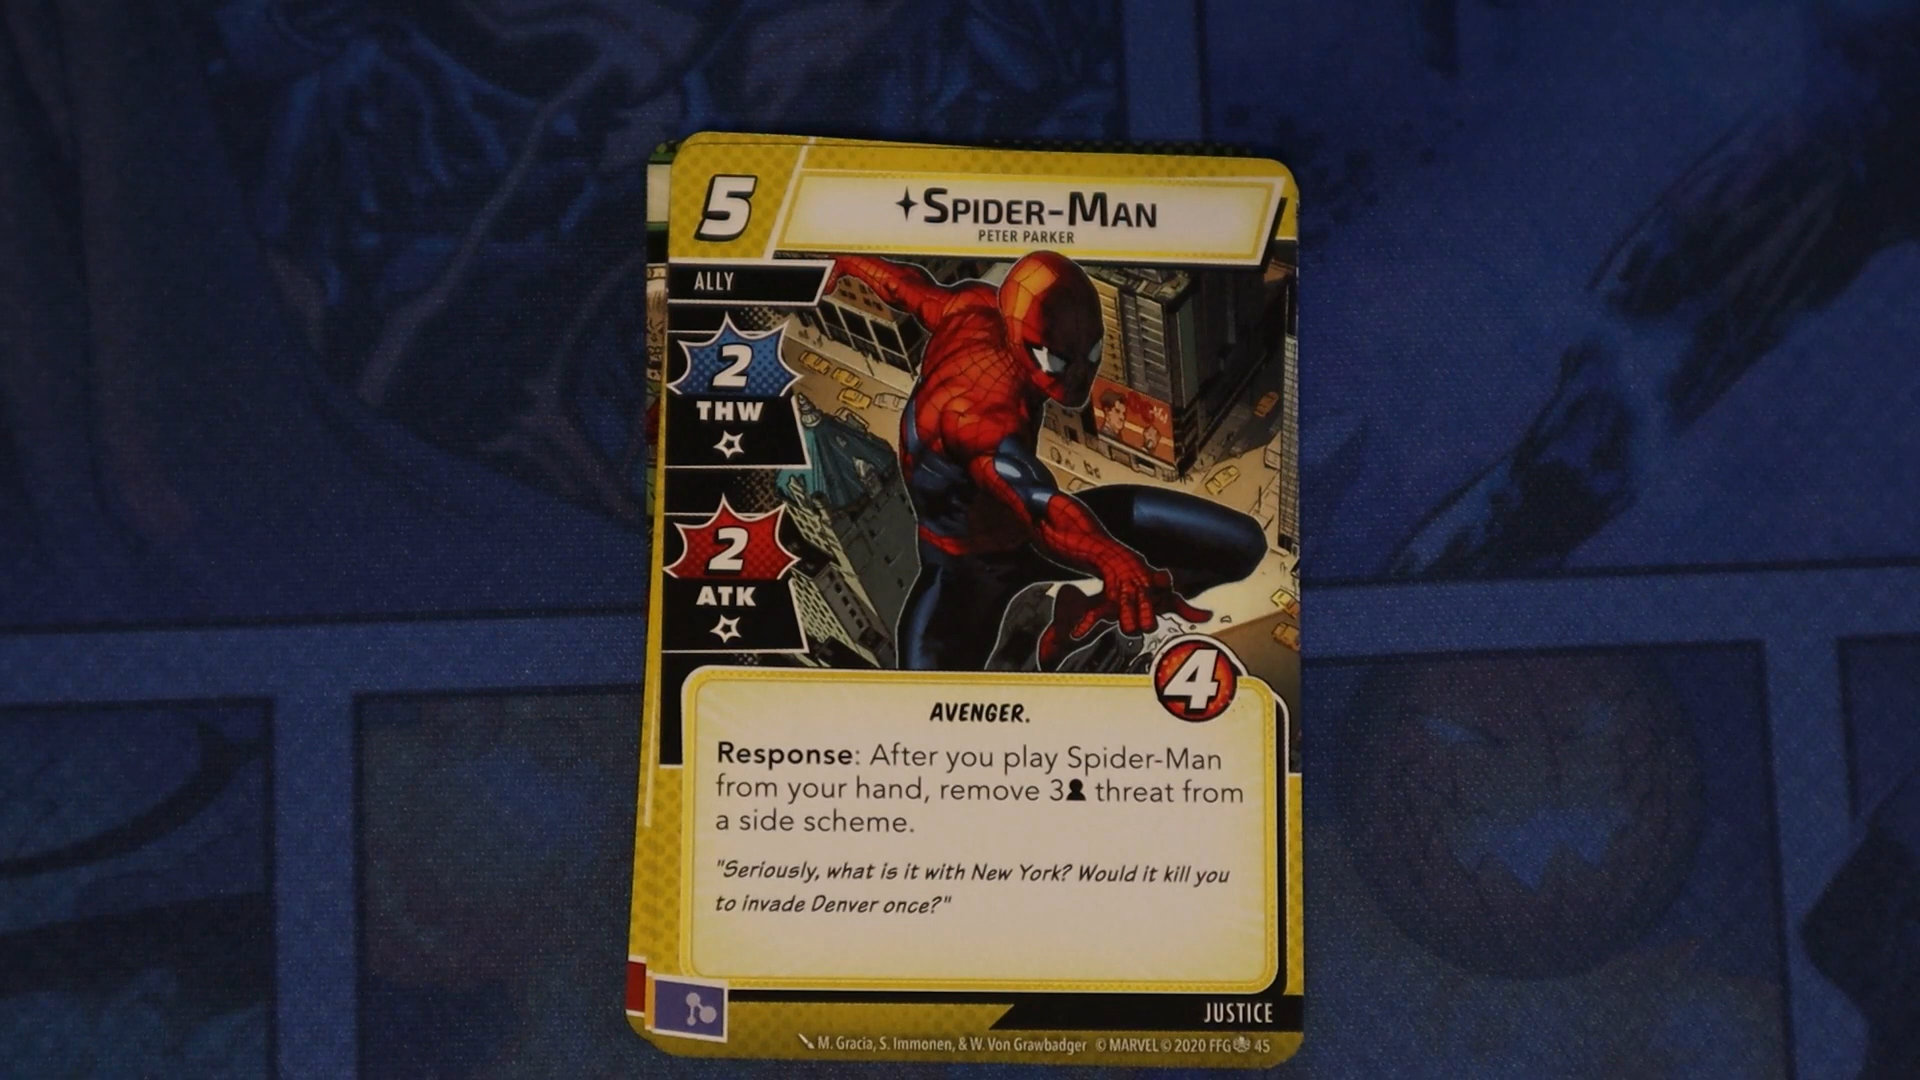 5
SPIDER-MAN
PETER PARKER
ALLY
2
THW
2
ATK
4
AVENGER.
Response: After you play Spider-Man
from your hand, remove 3 threat from
a side scheme.
"Seriously, what is it with New York? Would it kill you
to invade Denver once?"
JUSTICE
M. Gracia, S. Immonen, & W. Von Grawbadger © MARVEL © 2020 FFG 45